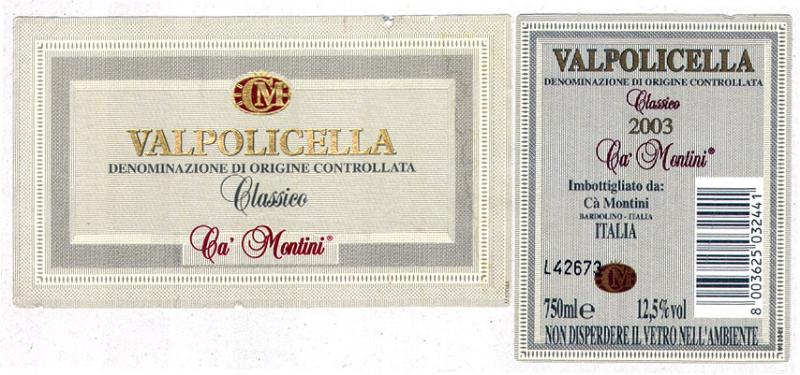 CM
VALPOLICELLA
DENOMINAZIONE DI ORIGINE CONTROLLATA
Classico
Ca' Montini®
VALPOLICELLA
DENOMINAZIONE DI ORIGINE CONTROLLATA
Classico
2003
Ca' Montini®
Imbottigliato da:
Cà Montini
BARDOLINO - ITALIA
ITALIA
L42673
CM
750ml e 12,5% vol
NON DISPERDERE IL VETRO NELL'AMBIENTE
8 003625 032441